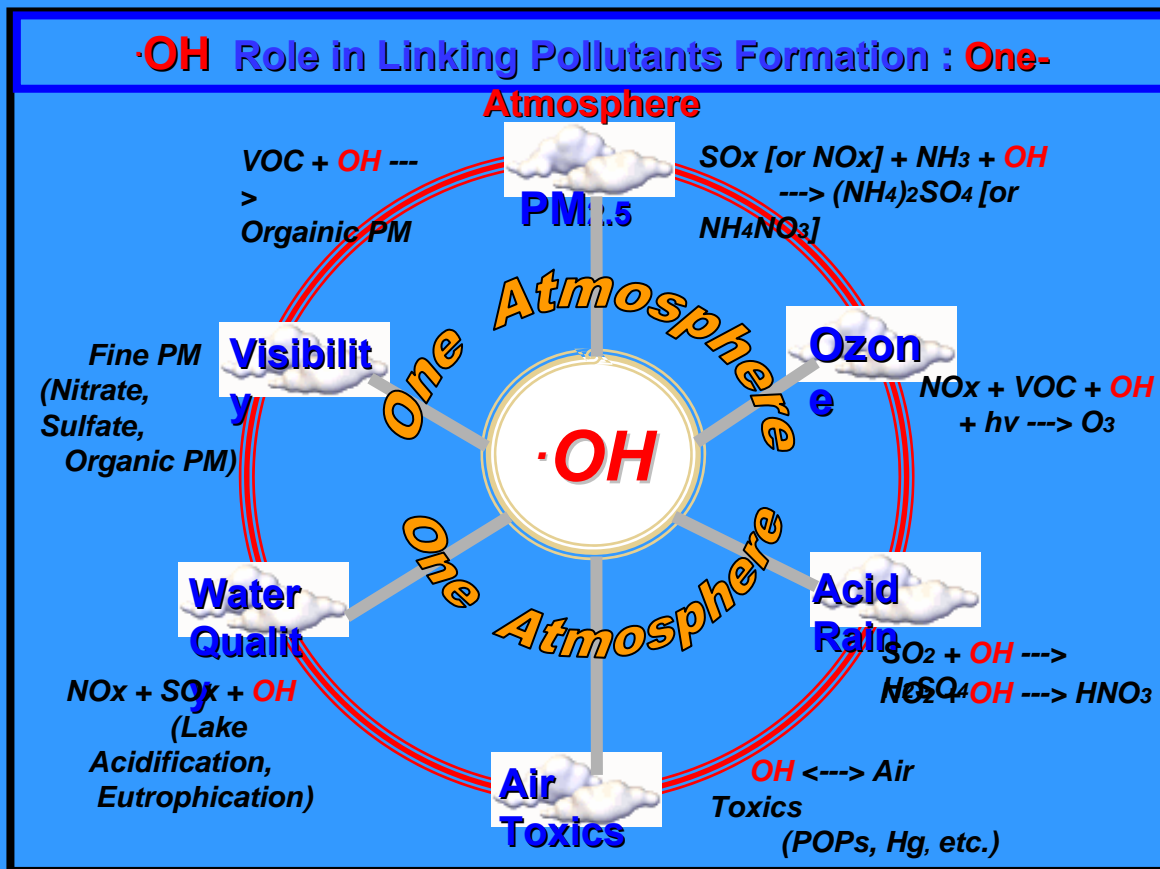 ·OH Role in Linking Pollutants Formation : One-
Atmosphere
VOC + OH ---
>
Orgainic PM
SOx [or NOx] + NH3 + OH
---> (NH4)2SO4 [or
NH4NO3]
PM2.5
One Atmosphere
Visibilit
y
Fine PM
(Nitrate,
Sulfate,
Organic PM)
Ozon
e
NOx + VOC + OH
+ hv ---> O3
·OH
One Atmosphere
Water
Qualit
y
NOx + SOx + OH
(Lake
Acidification,
Eutrophication)
Acid
Rain
SO2 + OH --->
H2SO4
NO2 + OH ---> HNO3
Air
Toxics
OH <---> Air
Toxics
(POPs, Hg, etc.)